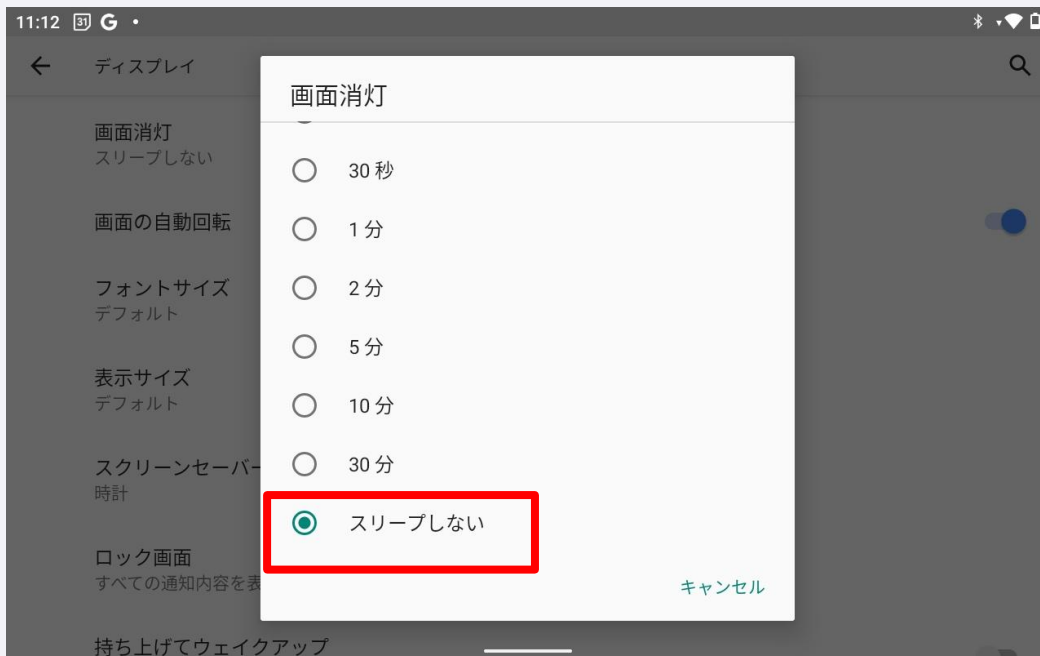 11:12 31 G
ディスプレイ
画面消灯
画面消灯
スリープしない
30 秒
1 分
画面の自動回転
2 分
フォントサイズ
デフォルト
5 分
表示サイズ
デフォルト
10 分
30 分
スクリーンセーバー
時計
スリープしない
ロック画面
すべての通知内容を表
キャンセル
持ち上げてウェイクアップ